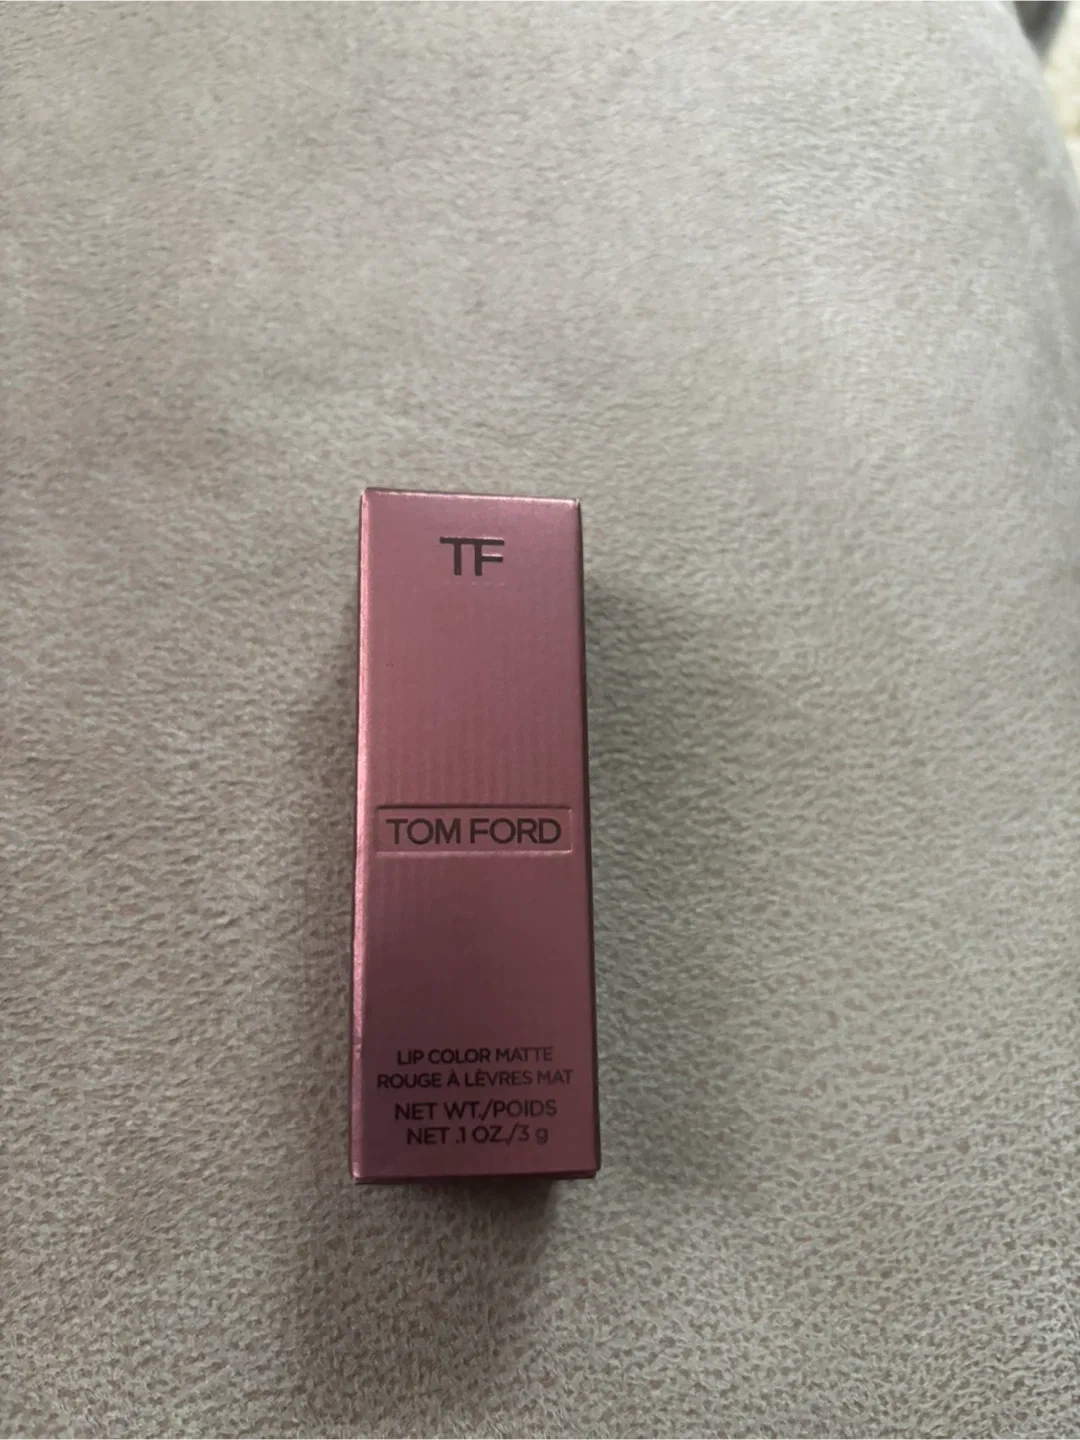 TF
TOM FORD
LIP COLOR MATTE
ROUGE À LÈVRES MAT
NET WT./POIDS
NET .1 OZ./3 g